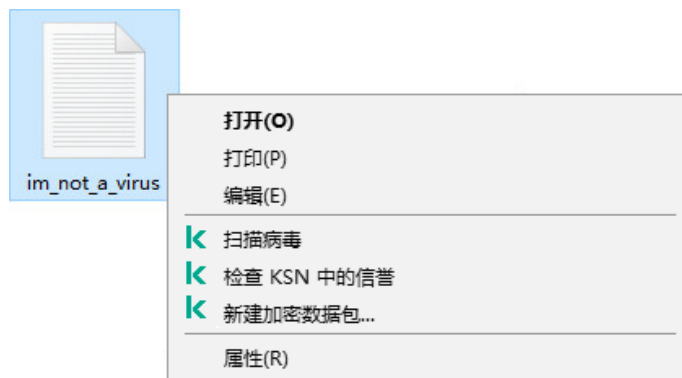 im_not_a_virus
打开(O)
打印(P)
编辑(E)
扫描病毒
检查 KSN 中的信誉
新建加密数据包...
属性(R)